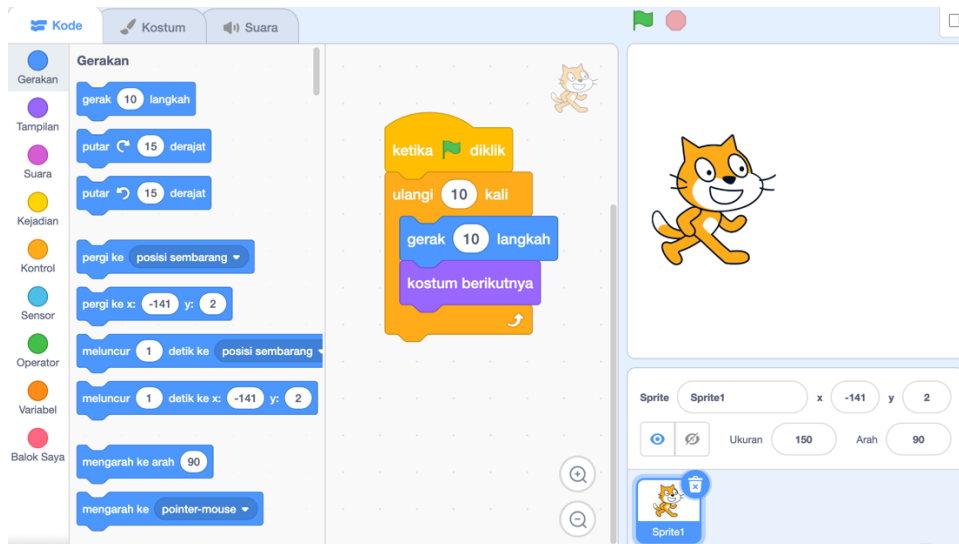 Kode
Kostum
Suara
Gerakan
Tampilan
Suara
Kejadian
Kontrol
Sensor
Operator
Variabel
Balok Saya
Gerakan
gerak 10 langkah
putar 15 derajat
putar 15 derajat
pergi ke posisi sembarang
pergi ke x: -141 y: 2
meluncur 1 detik ke posisi sembarang
meluncur 1 detik ke x: -141 y: 2
mengarah ke arah 90
mengarah ke pointer-mouse
ketika diklik
ulangi 10 kali
gerak 10 langkah
kostum berikutnya
Sprite Sprite1 x -141 y 2
Ukuran 150 Arah 90
Sprite1